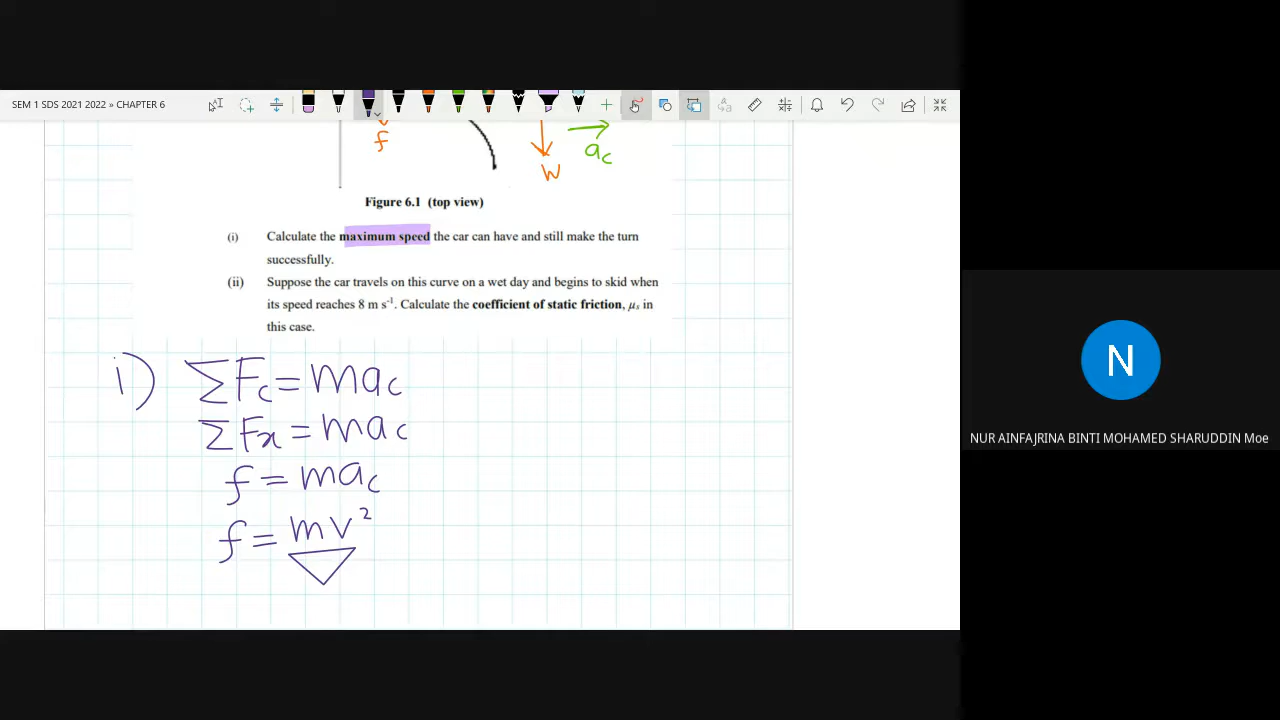 SEM 1 SDS 2021 2022 » CHAPTER 6
f
W
ac
Figure 6.1 (top view)
(i) Calculate the maximum speed the car can have and still make the turn
successfully.
(ii) Suppose the car travels on this curve on a wet day and begins to skid when
its speed reaches 8 m s⁻¹. Calculate the coefficient of static friction, μs in
this case.
i) ΣFc = mac
ΣFx = mac
f = mac
f = mv²
N
NUR AINFAJRINA BINTI MOHAMED SHARUDDIN Moe